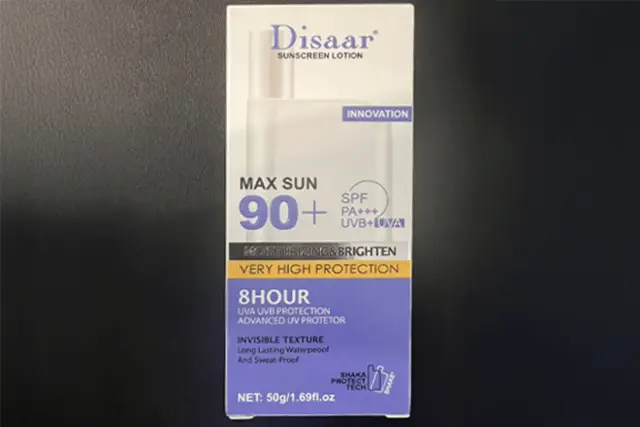 Disaar®
SUNSCREEN LOTION
INNOVATION
MAX SUN
90+
SPF
PA+++
UVB+UVA
MOISTURIZING&BRIGHTEN
VERY HIGH PROTECTION
8HOUR
UVA UVB PROTECTION
ADVANCED UV PROTETOR
INVISIBLE TEXTURE
Long Lasting Waterproof
And Sweat-Proof
SHAKA
PROTECT
TECH
SHAKE
NET: 50g/1.69fl.oz